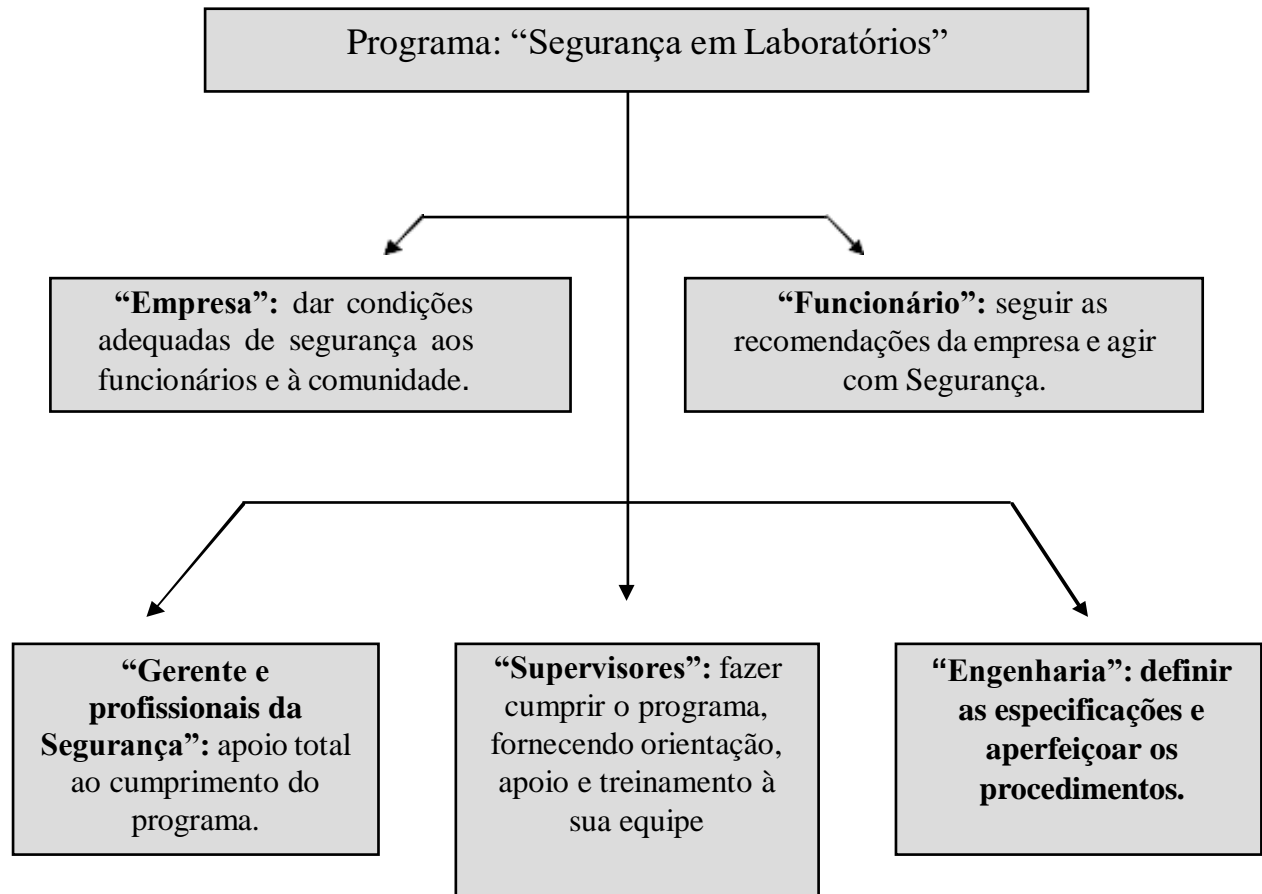 Programa: “Segurança em Laboratórios”
“Empresa”: dar condições
adequadas de segurança aos
funcionários e à comunidade.
“Funcionário”: seguir as
recomendações da empresa e agir
com Segurança.
“Gerente e
profissionais da
Segurança”: apoio total
ao cumprimento do
programa.
“Supervisores”: fazer
cumprir o programa,
fornecendo orientação,
apoio e treinamento à
sua equipe
“Engenharia”: definir
as especificações e
aperfeiçoar os
procedimentos.